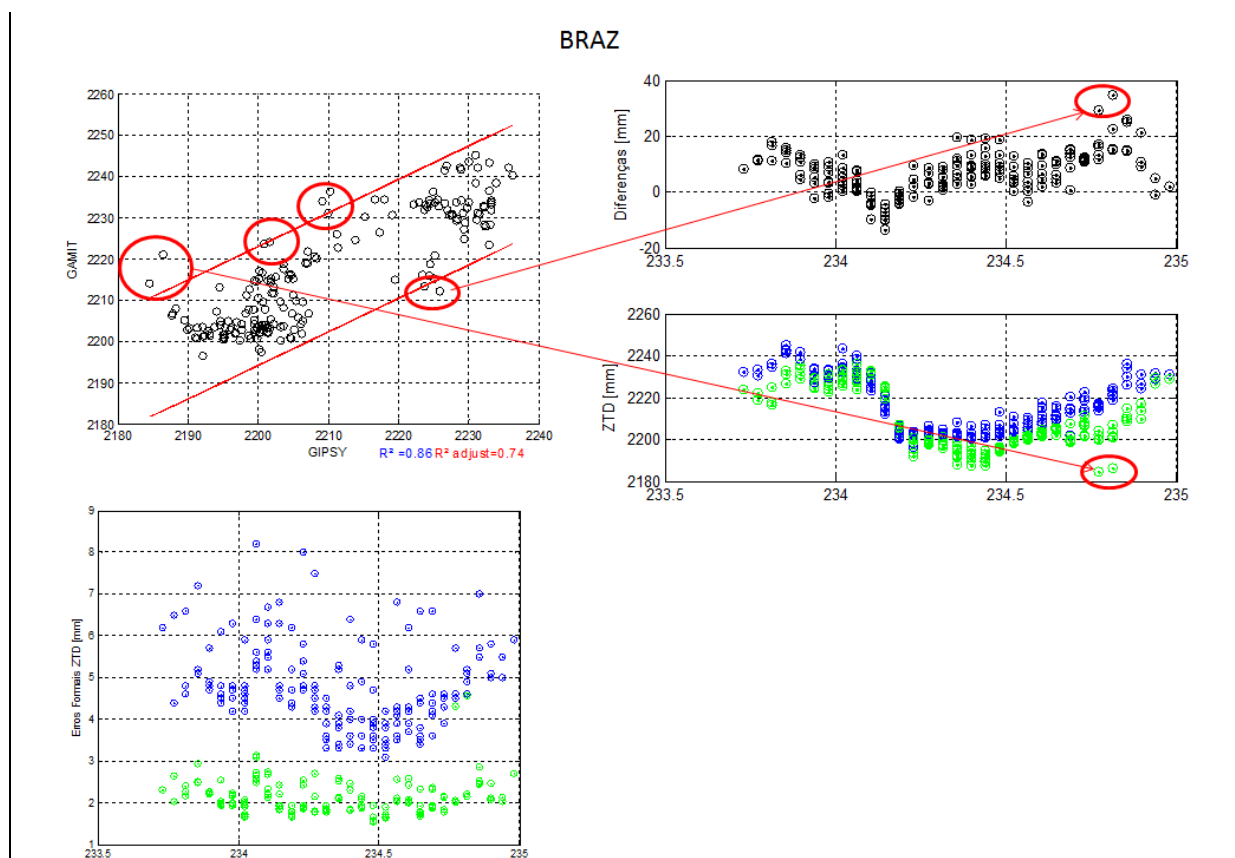 BRAZ
2260
2250
2240
2230
2220
2210
2200
2190
2180
GAMIT
2180 2190 2200 2210 2220 2230 2240
GIPSY R² =0.86 R² adjust=0.74
40
20
0
-20
Diferenças [mm]
233.5 234 234.5 235
2260
2240
2220
2200
2180
ZTD [mm]
233.5 234 234.5 235
9
8
7
6
5
4
3
2
1
Erros Formais ZTD [mm]
233.5 234 234.5 235